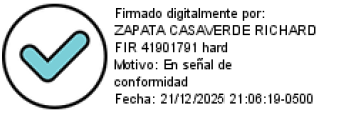 Firmado digitalmente por:
ZAPATA CASAVERDE RICHARD
FIR 41901791 hard
Motivo: En señal de
conformidad
Fecha: 21/12/2025 21:06:19-0500